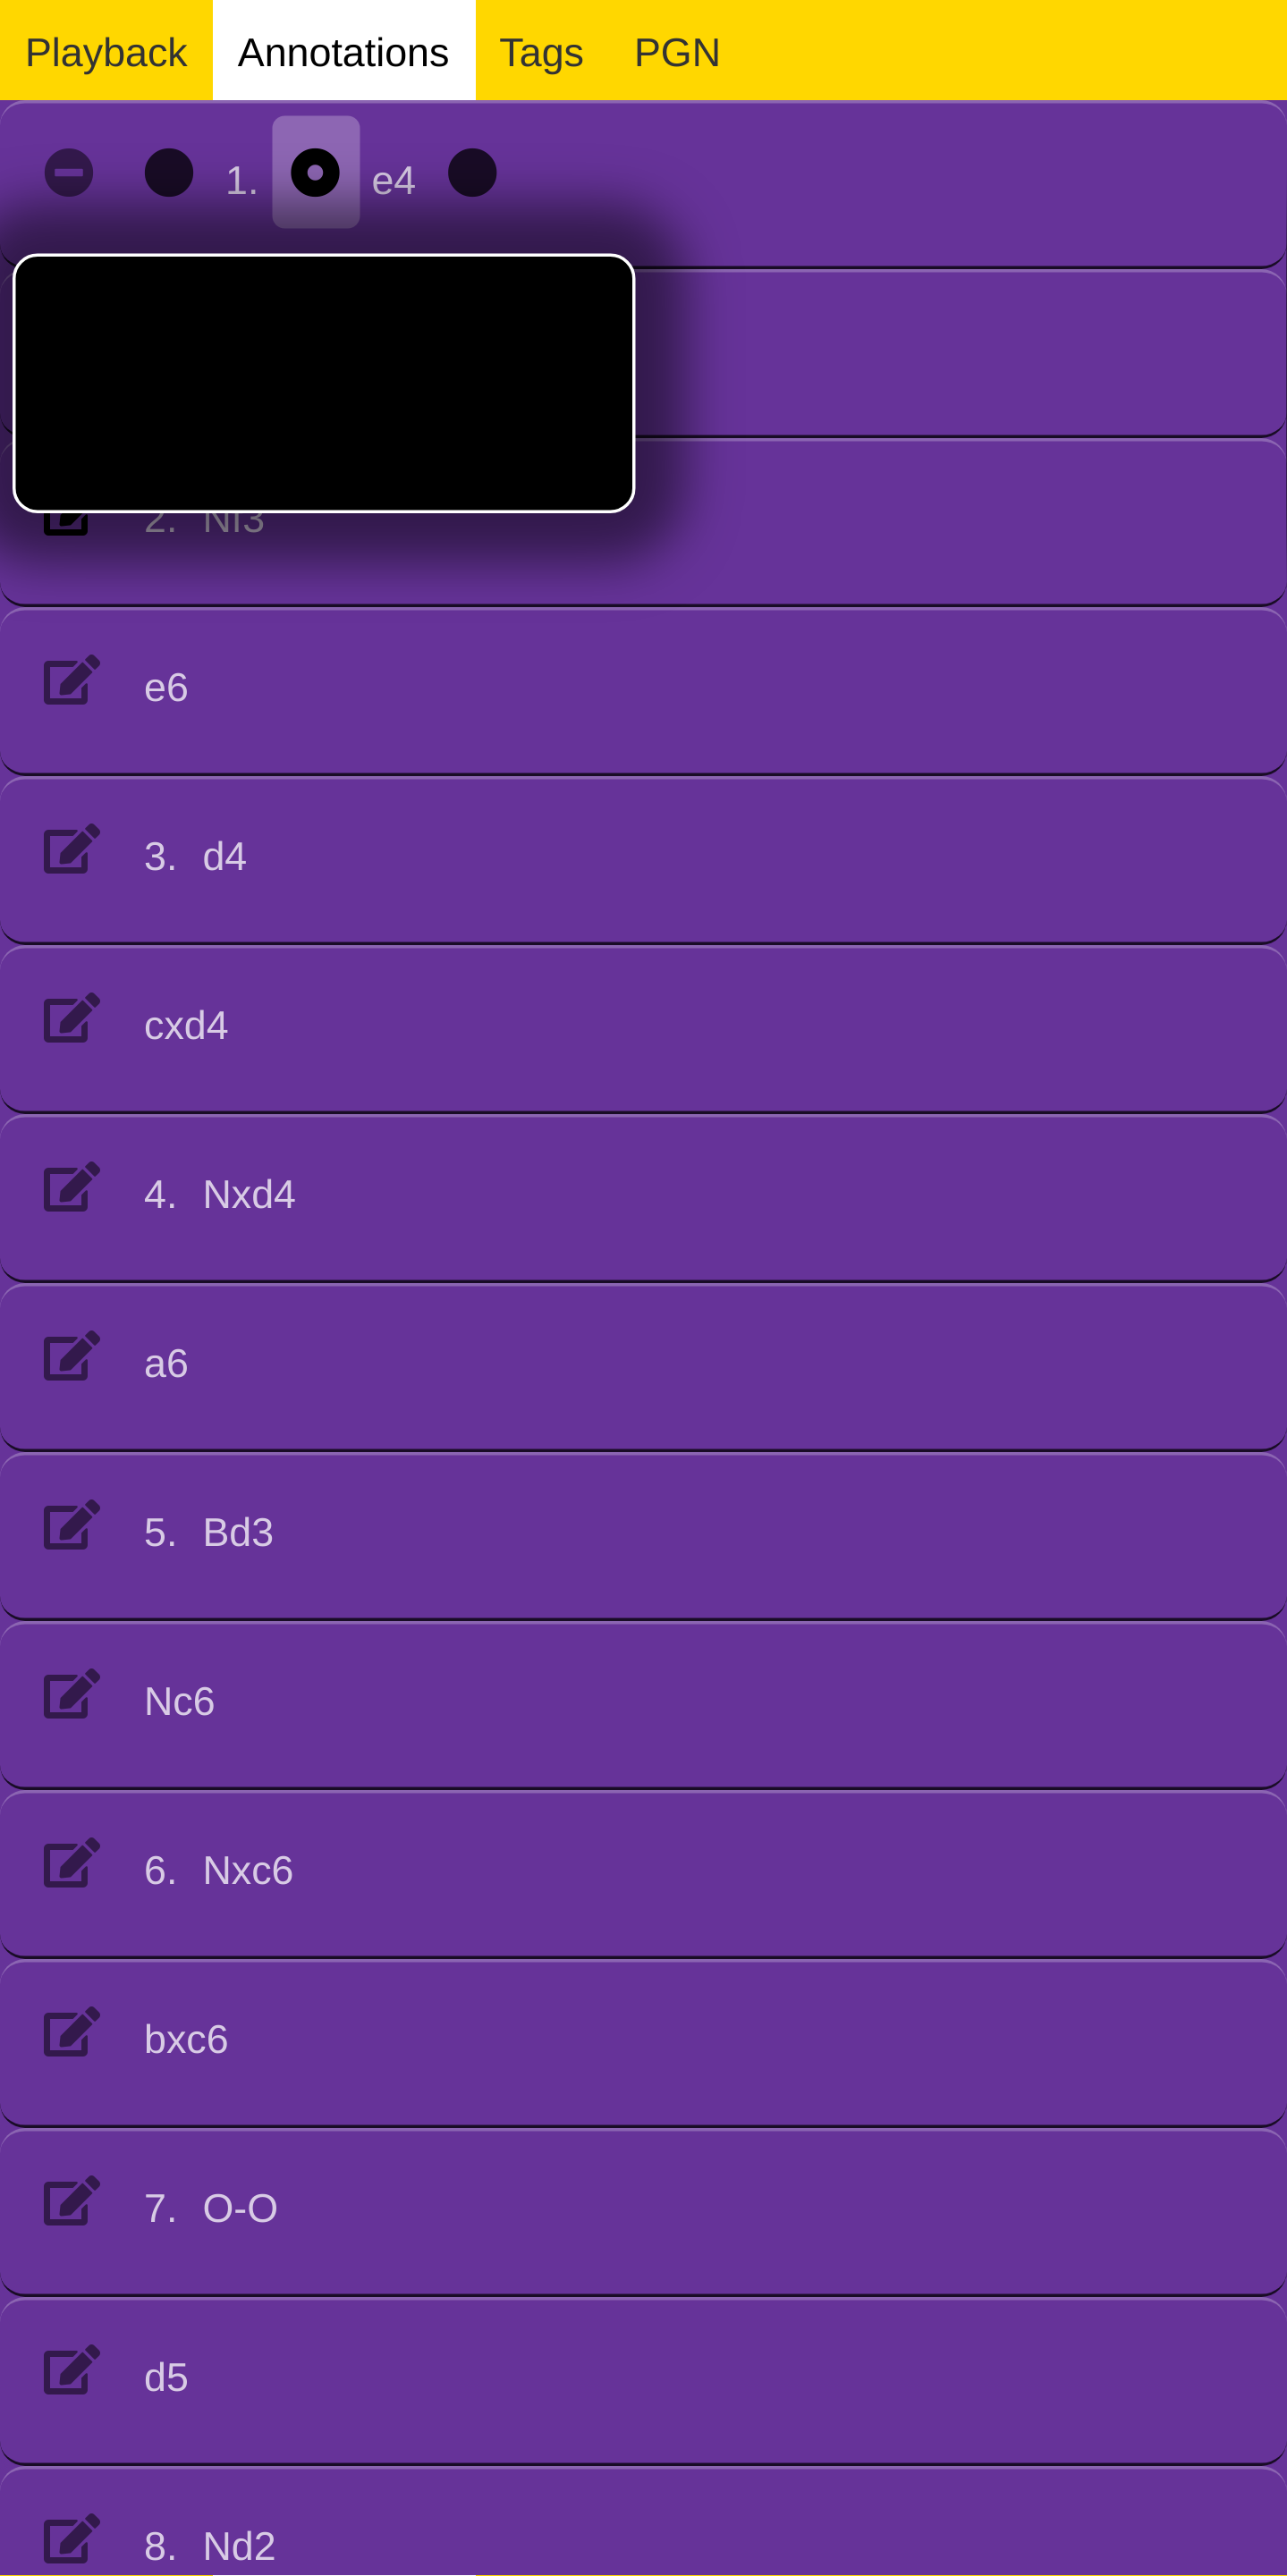 Playback Annotations Tags PGN
1. e4
2. Nf3
e6
3. d4
cxd4
4. Nxd4
a6
5. Bd3
Nc6
6. Nxc6
bxc6
7. O-O
d5
8. Nd2